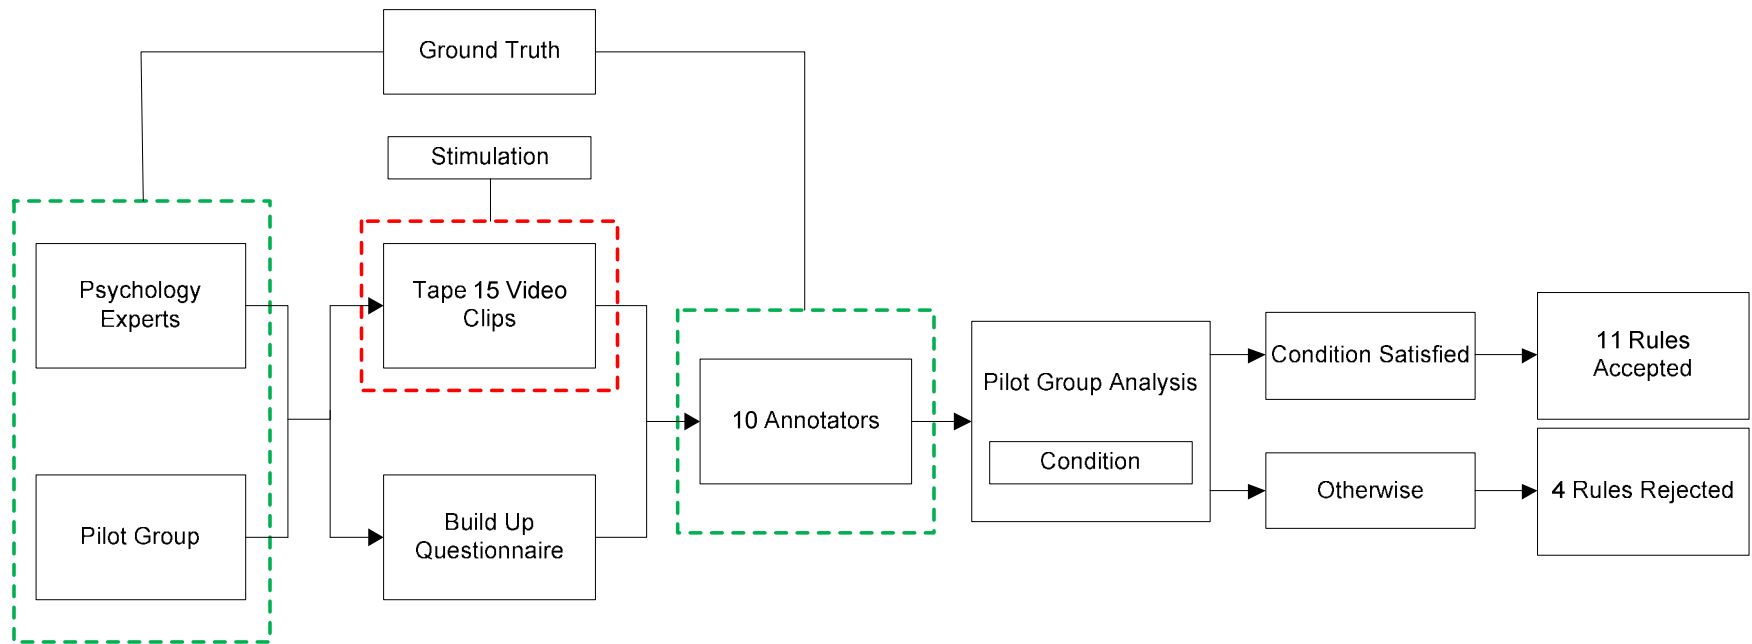 Ground Truth
Stimulation
Psychology
Experts
Tape 15 Video
Clips
Pilot Group
Build Up
Questionnaire
10 Annotators
Pilot Group Analysis
Condition
Condition Satisfied
11 Rules
Accepted
Otherwise
4 Rules Rejected